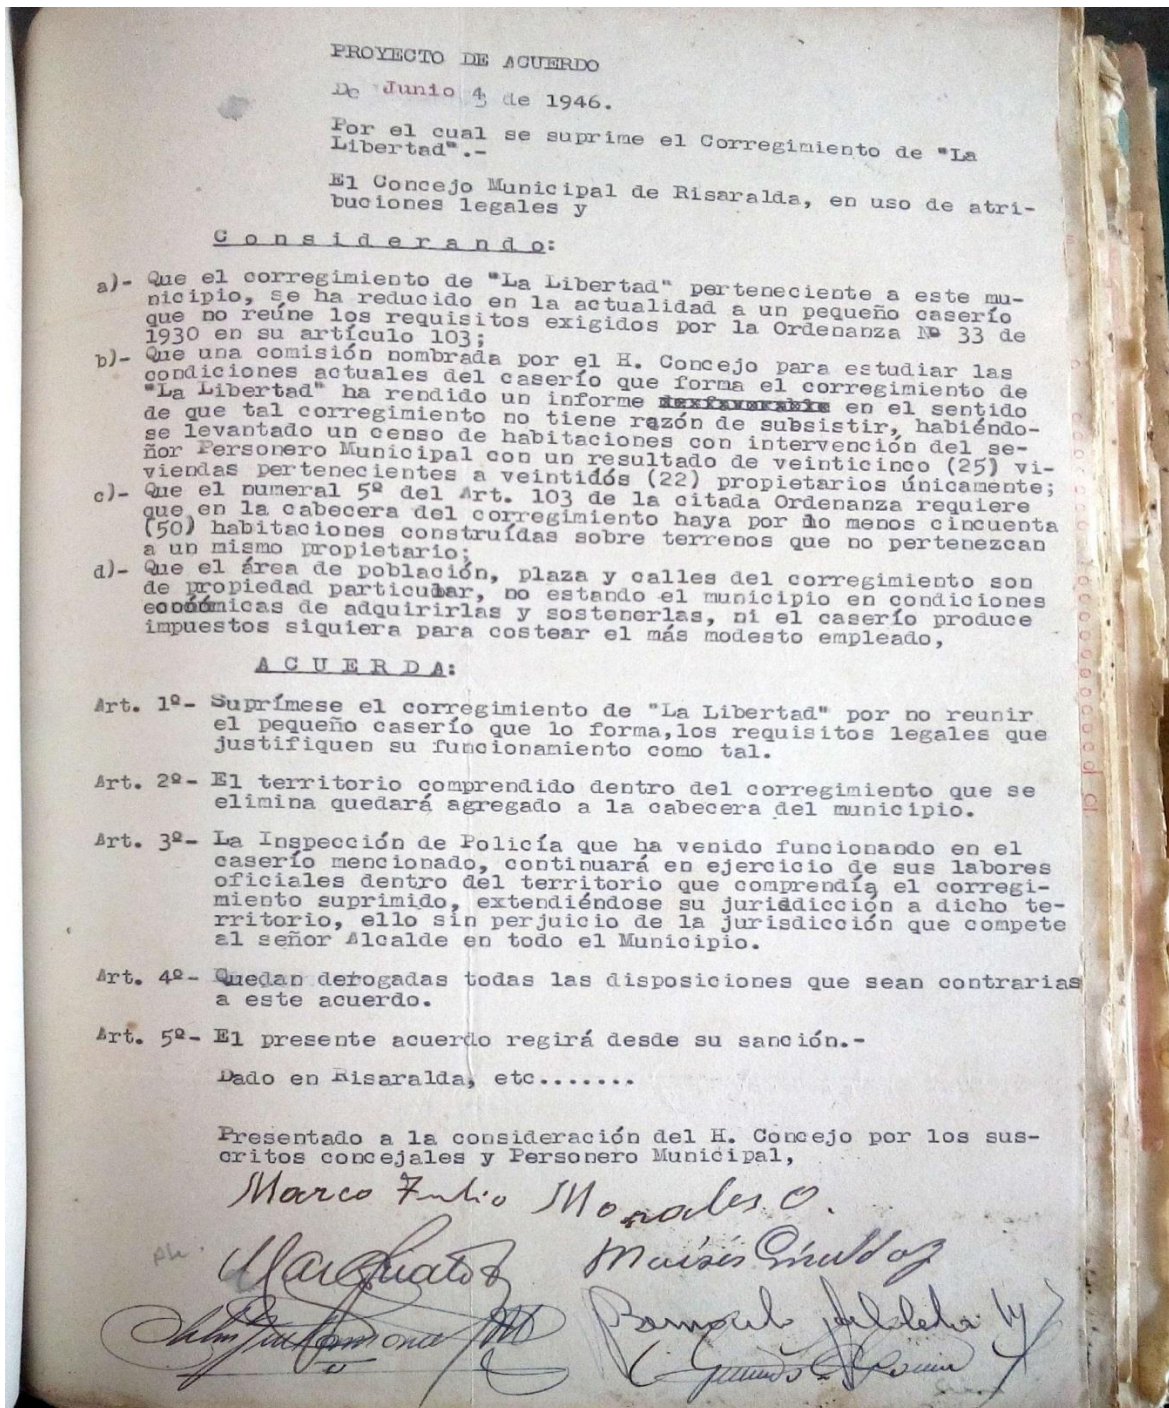 PROYECTO DE ACUERDO
De Junio 4 de 1946.
Por el cual se suprime el Corregimiento de "La
Libertad".-
El Concejo Municipal de Risaralda, en uso de atri-
buciones legales y
C o n s i d e r a n d o:
a)- Que el corregimiento de "La Libertad" perteneciente a este mu-
nicipio, se ha reducido en la actualidad a un pequeño caserío
que no reúne los requisitos exigidos por la Ordenanza Nº 33 de
1930 en su artículo 103;
b)- Que una comisión nombrada por el H. Concejo para estudiar las
condiciones actuales del caserío que forma el corregimiento de
"La Libertad" ha rendido un informe en el sentido
de que tal corregimiento no tiene razón de subsistir, habiéndo-
se levantado un censo de habitaciones con intervención del se-
ñor Personero Municipal con un resultado de veinticinco (25) vi-
viendas pertenecientes a veintidós (22) propietarios únicamente;
c)- Que el numeral 5º del Art. 103 de la citada Ordenanza requiere
que en la cabecera del corregimiento haya por lo menos cincuenta
(50) habitaciones construídas sobre terrenos que no pertenezcan
a un mismo propietario;
d)- Que el área de población, plaza y calles del corregimiento son
de propiedad particular, no estando el municipio en condiciones
económicas de adquirirlas y sostenerlas, ni el caserío produce
impuestos siquiera para costear el más modesto empleado,
A C U E R D A:
Art. 1º- Suprímese el corregimiento de "La Libertad" por no reunir
el pequeño caserío que lo forma,los requisitos legales que
justifiquen su funcionamiento como tal.
Art. 2º- El territorio comprendido dentro del corregimiento que se
elimina quedará agregado a la cabecera del municipio.
Art. 3º- La Inspección de Policía que ha venido funcionando en el
caserío mencionado, continuará en ejercicio de sus labores
oficiales dentro del territorio que comprendía el corregi-
miento suprimido, extendiéndose su jurisdicción a dicho te-
rritorio, ello sin perjuicio de la jurisdicción que compete
al señor Alcalde en todo el Municipio.
Art. 4º- Quedan derogadas todas las disposiciones que sean contrarias
a este acuerdo.
Art. 5º- El presente acuerdo regirá desde su sanción.-
Dado en Risaralda, etc.......
Presentado a la consideración del H. Concejo por los sus-
critos concejales y Personero Municipal,
Marco Tulio Morales O.
Moisés